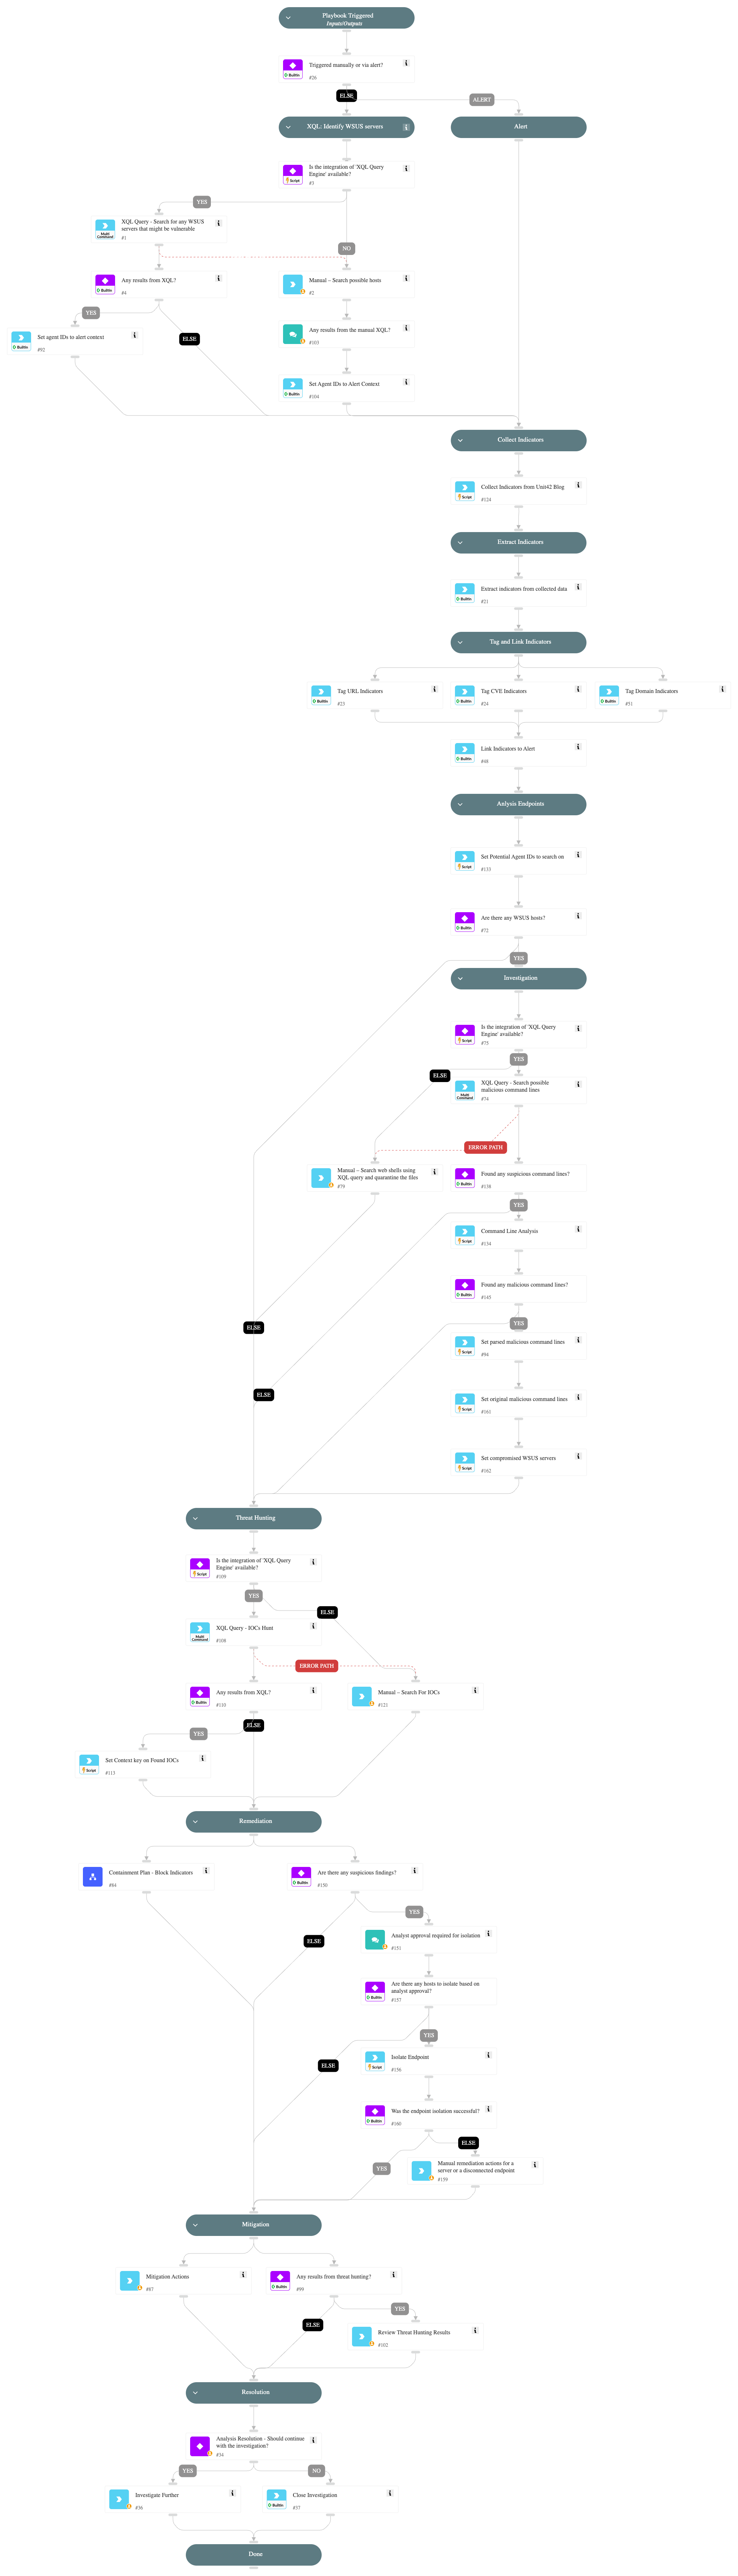 Playbook Triggered
Inputs/Outputs
Triggered manually or via alert?
Builtin
#26
ELSE
ALERT
XQL: Identify WSUS servers
Alert
Is the integration of 'XQL Query
Engine' available?
Script
#3
YES
XQL Query - Search for any WSUS
servers that might be vulnerable
Multi
Command
#1
NO
Any results from XQL?
Builtin
#4
Manual – Search possible hosts
#2
YES
Set agent IDs to alert context
Builtin
#92
ELSE
Any results from the manual XQL?
#103
Set Agent IDs to Alert Context
Builtin
#104
Collect Indicators
Collect Indicators from Unit42 Blog
Script
#124
Extract Indicators
Extract indicators from collected data
Builtin
#21
Tag and Link Indicators
Tag URL Indicators
Builtin
#23
Tag CVE Indicators
Builtin
#24
Tag Domain Indicators
Builtin
#51
Link Indicators to Alert
Builtin
#48
Anlysis Endpoints
Set Potential Agent IDs to search on
Script
#133
Are there any WSUS hosts?
Builtin
#72
YES
Investigation
Is the integration of 'XQL Query
Engine' available?
Script
#75
YES
ELSE
XQL Query - Search possible
malicious command lines
Multi
Command
#74
ERROR PATH
Manual – Search web shells using
XQL query and quarantine the files
#79
Found any suspicious command lines?
Builtin
#138
YES
Command Line Analysis
Script
#134
Found any malicious command lines?
Builtin
#145
YES
ELSE
Set parsed malicious command lines
Script
#94
ELSE
Set original malicious command lines
Script
#161
Set compromised WSUS servers
Script
#162
Threat Hunting
Is the integration of 'XQL Query
Engine' available?
Script
#109
YES
ELSE
XQL Query - IOCs Hunt
Multi
Command
#108
ERROR PATH
Any results from XQL?
Builtin
#110
Manual – Search For IOCs
#121
ELSE
YES
Set Context key on Found IOCs
Script
#113
Remediation
Containment Plan - Block Indicators
#84
Are there any suspicious findings?
Builtin
#150
YES
ELSE
Analyst approval required for isolation
#151
Are there any hosts to isolate based on
analyst approval?
Builtin
#157
YES
Isolate Endpoint
Script
#156
ELSE
Was the endpoint isolation successful?
Builtin
#160
ELSE
YES
Manual remediation actions for a
server or a disconnected endpoint
#159
Mitigation
Mitigation Actions
#87
Any results from threat hunting?
Builtin
#99
YES
ELSE
Review Threat Hunting Results
#102
Resolution
Analysis Resolution - Should continue
with the investigation?
#34
YES
NO
Investigate Further
#36
Close Investigation
Builtin
#37
Done